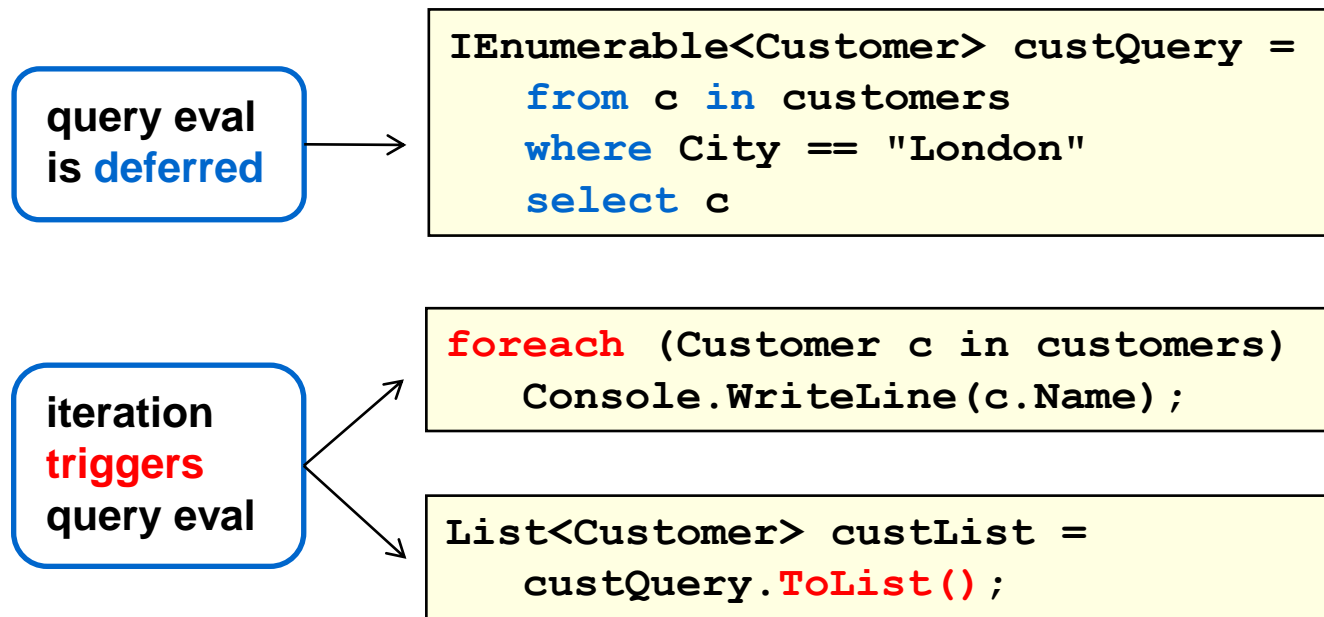 query eval
is deferred
IEnumerable<Customer> custQuery =
from c in customers
where City == "London"
select c
iteration
triggers
query eval
foreach (Customer c in customers)
Console.WriteLine(c.Name);
List<Customer> custList =
custQuery.ToList();